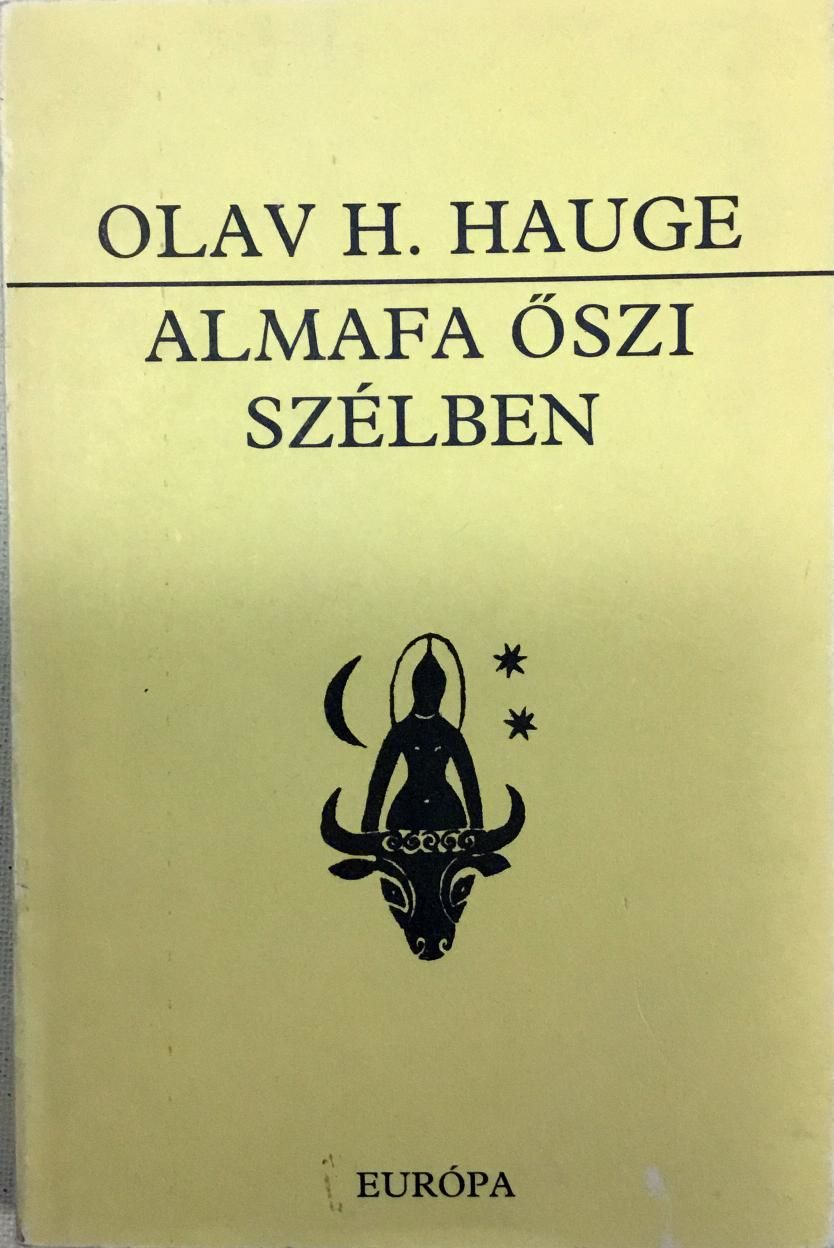 OLAV H. HAUGE
ALMAFA ŐSZI
SZÉLBEN
EURÓPA